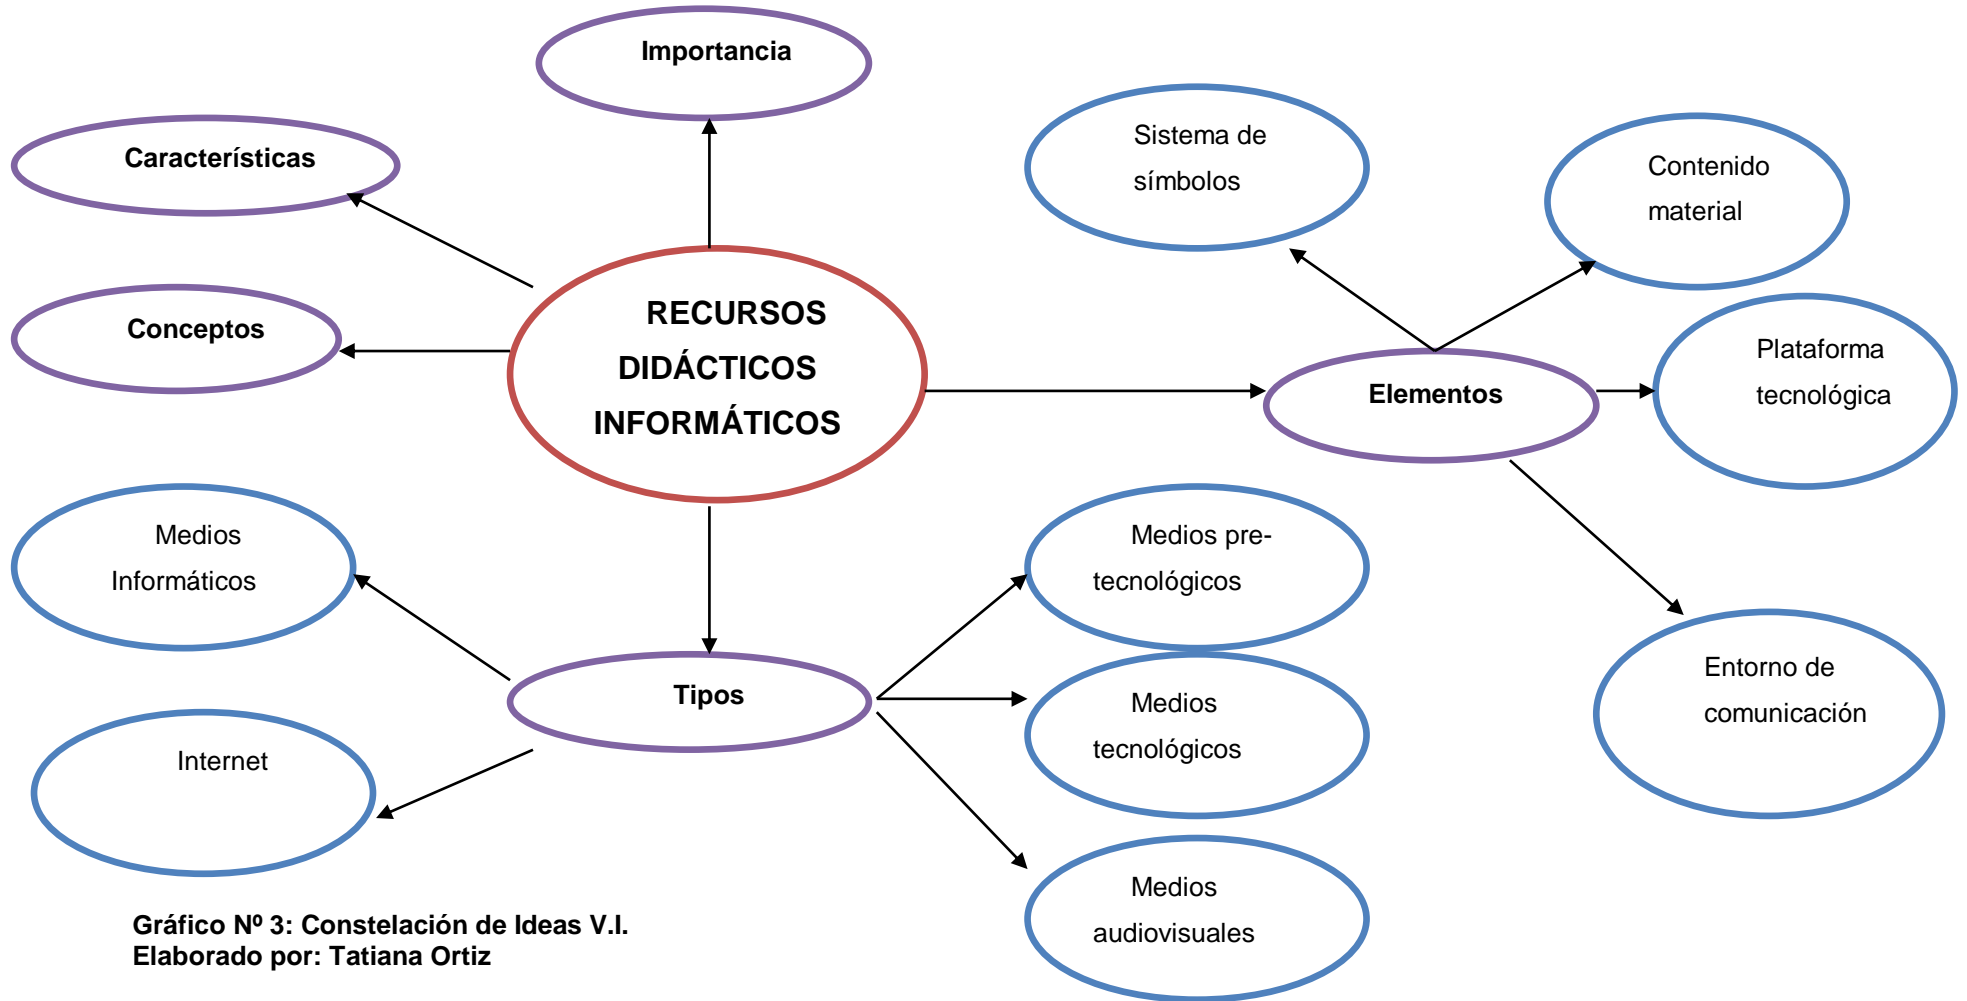 Importancia
Característicias
Conceptos
RECURSOS
DIDÁCTICOS
INFORMÁTICOS
Sistema de
símbolos
Contenido
material
Plataforma
tecnológica
Elementos
Entorno de
comunicación
Medios
Informáticos
Internet
Tipos
Medios pre-
tecnológicos
Medios
tecnológicos
Medios
audiovisuales
Gráfico Nº 3: Constelación de Ideas V.I.
Elaborado por: Tatiana Ortiz